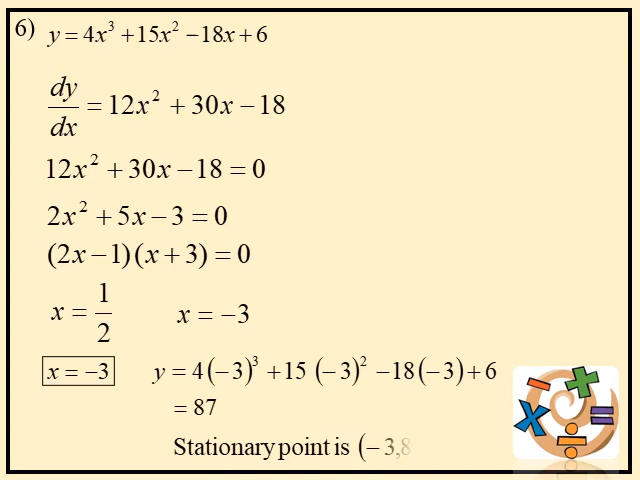 6) y = 4x³ + 15x² − 18x + 6
dy/dx = 12x² + 30x − 18
12x² + 30x − 18 = 0
2x² + 5x − 3 = 0
(2x − 1)(x + 3) = 0
x = 1/2 x = −3
x = −3 y = 4(−3)³ + 15(−3)² − 18(−3) + 6
= 87
Stationary point is (−3,8